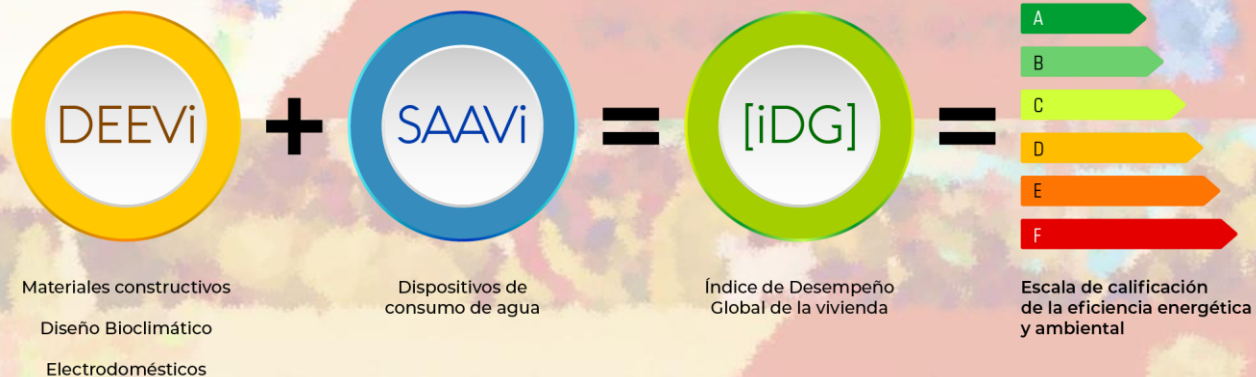 DEEVi
+
SAAVi
=
[iDG]
=
A
B
C
D
E
F
Materiales constructivos
Diseño Bioclimático
Electrodomésticos
Dispositivos de
consumo de agua
Índice de Desempeño
Global de la vivienda
Escala de calificación
de la eficiencia energética
y ambiental